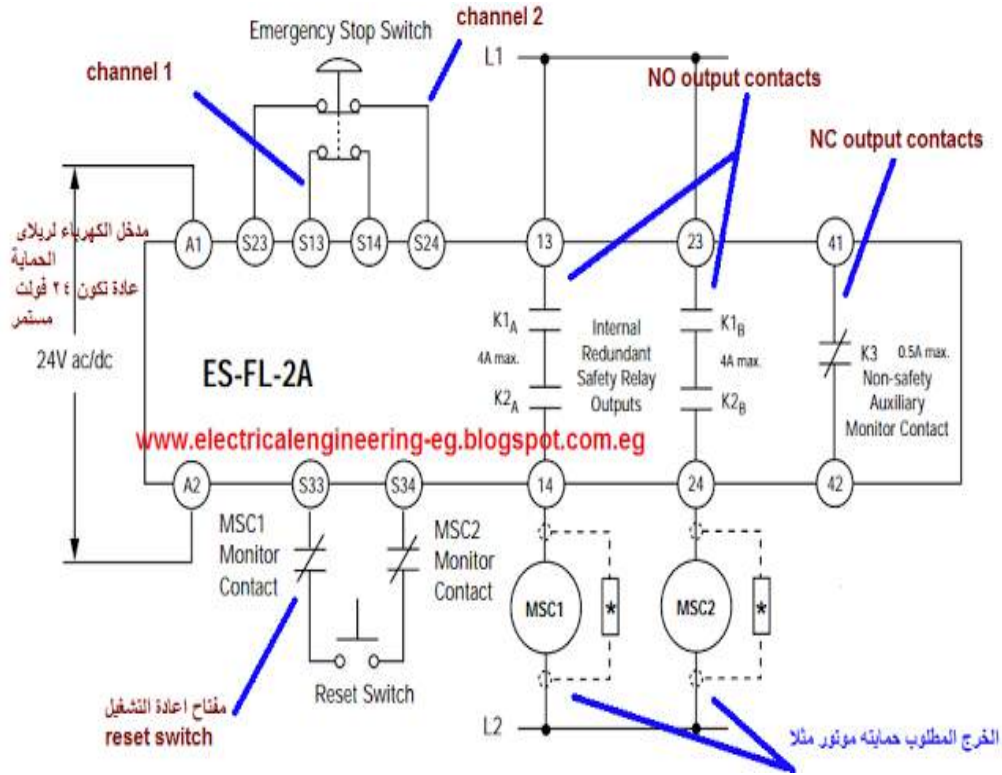 channel 2
Emergency Stop Switch
channel 1
L1
NO output contacts
NC output contacts
مدخل الكهرباء لريلاى
الحماية
عادة تكون ٢٤ فولت
مستمر
24V ac/dc
A1
S23
S13
S14
S24
13
23
41
K1A
4A max.
K2A
Internal
Redundant
Safety Relay
Outputs
K1B
4A max.
K2B
K3 0.5A max.
Non-safety
Auxiliary
Monitor Contact
ES-FL-2A
www.electricalengineering-eg.blogspot.com.eg
A2
S33
S34
14
24
42
MSC1
Monitor
Contact
MSC2
Monitor
Contact
MSC1
*
MSC2
*
Reset Switch
مفتاح اعادة التشغيل
reset switch
L2
الخرج المطلوب حمايته موتور مثلا